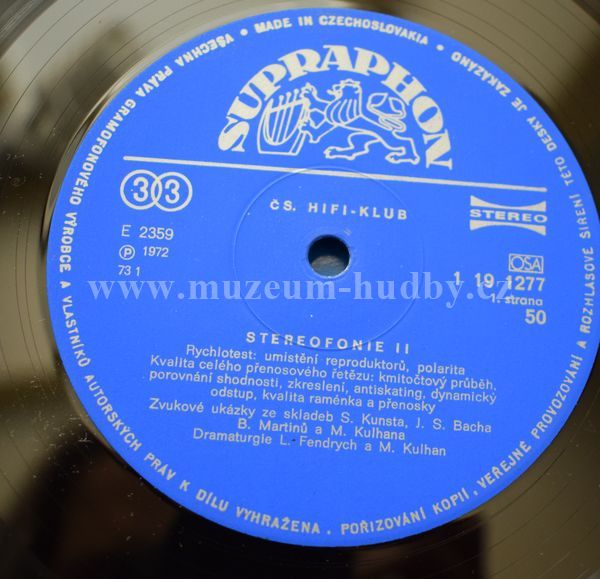 VŠECHNA PRÁVA GRAMOFONOVÉHO VÝROBCE A VLASTNÍKŮ AUTORSKÝCH PRÁV K DÍLU VYHRAŽENA. POŘIZOVÁNÍ KOPIÍ, VEŘEJNÉ PROVOZOVÁNÍ A ROZHLASOVÉ ŠÍŘENÍ TÉTO DESKY JE ZAKÁZÁNO • MADE IN CZECHOSLOVAKIA •
SUPRAPHON
33
ČS. HIFI-KLUB
STEREO
E 2359
Ⓟ 1972
73 1
OSA
1 19 1277
1. strana
50
www.muzeum-hudby.cz
STEREOFONIE II
Rychlotest: umístění reproduktorů, polarita
Kvalita celého přenosového řetězu: kmitočtový průběh,
porovnání shodnosti, zkreslení, antiskating, dynamický
odstup, kvalita raménka a přenosky
Zvukové ukázky ze skladeb S. Kunsta, J. S. Bacha
B. Martinů a M. Kulhana
Dramaturgie L. Fendrych a M. Kulhan